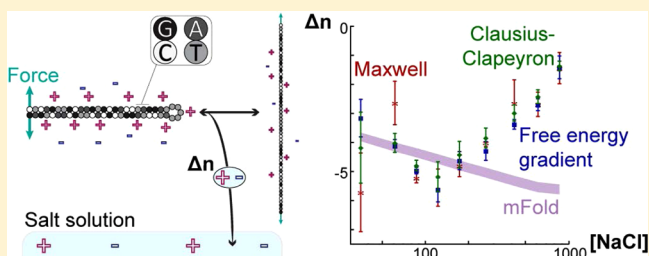 G A
C T
Force
Δn
Salt solution
Δn
0
-5
100
1000
[NaCl]
Maxwell
Clausius-
Clapeyron
Free energy
gradient
mFold